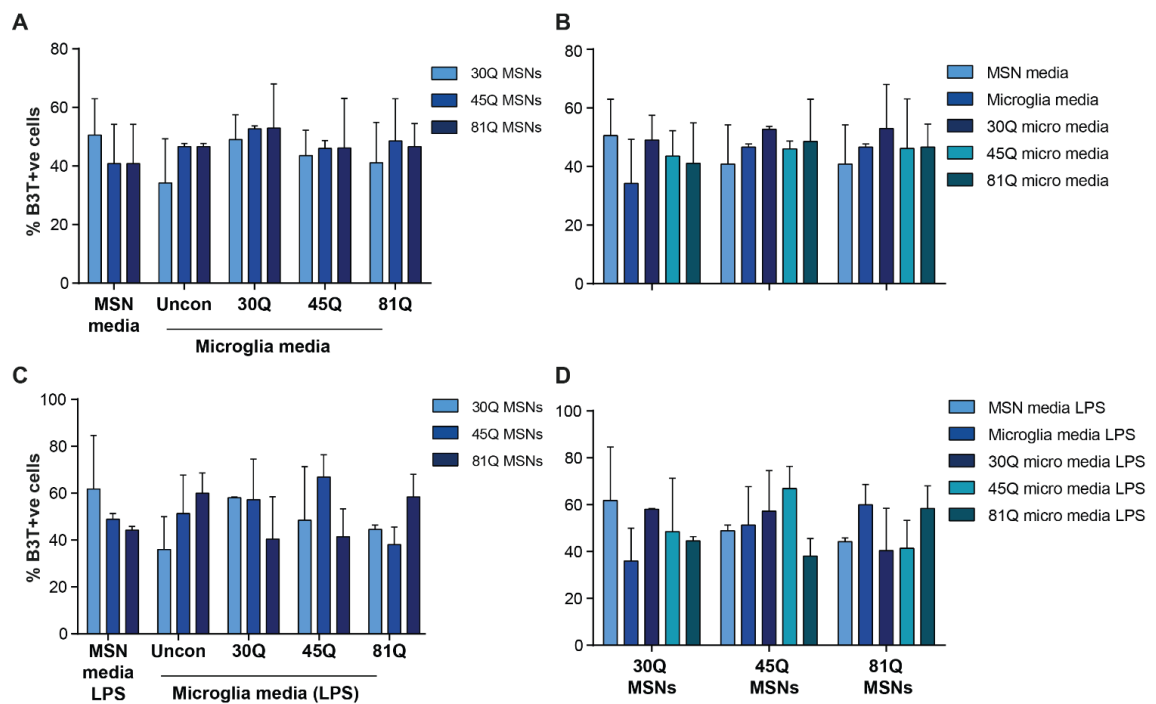 A
% B3T+ve cells
80
60
40
20
0
MSN media
Uncon
30Q
45Q
81Q
Microglia media
30Q MSNs
45Q MSNs
81Q MSNs
B
80
60
40
20
0
MSN media
Microglia media
30Q micro media
45Q micro media
81Q micro media
C
% B3T+ve cells
100
80
60
40
20
0
MSN
media
LPS
Uncon
30Q
45Q
81Q
Microglia media (LPS)
30Q MSNs
45Q MSNs
81Q MSNs
D
100
80
60
40
20
0
30Q
MSNs
45Q
MSNs
81Q
MSNs
MSN media LPS
Microglia media LPS
30Q micro media LPS
45Q micro media LPS
81Q micro media LPS